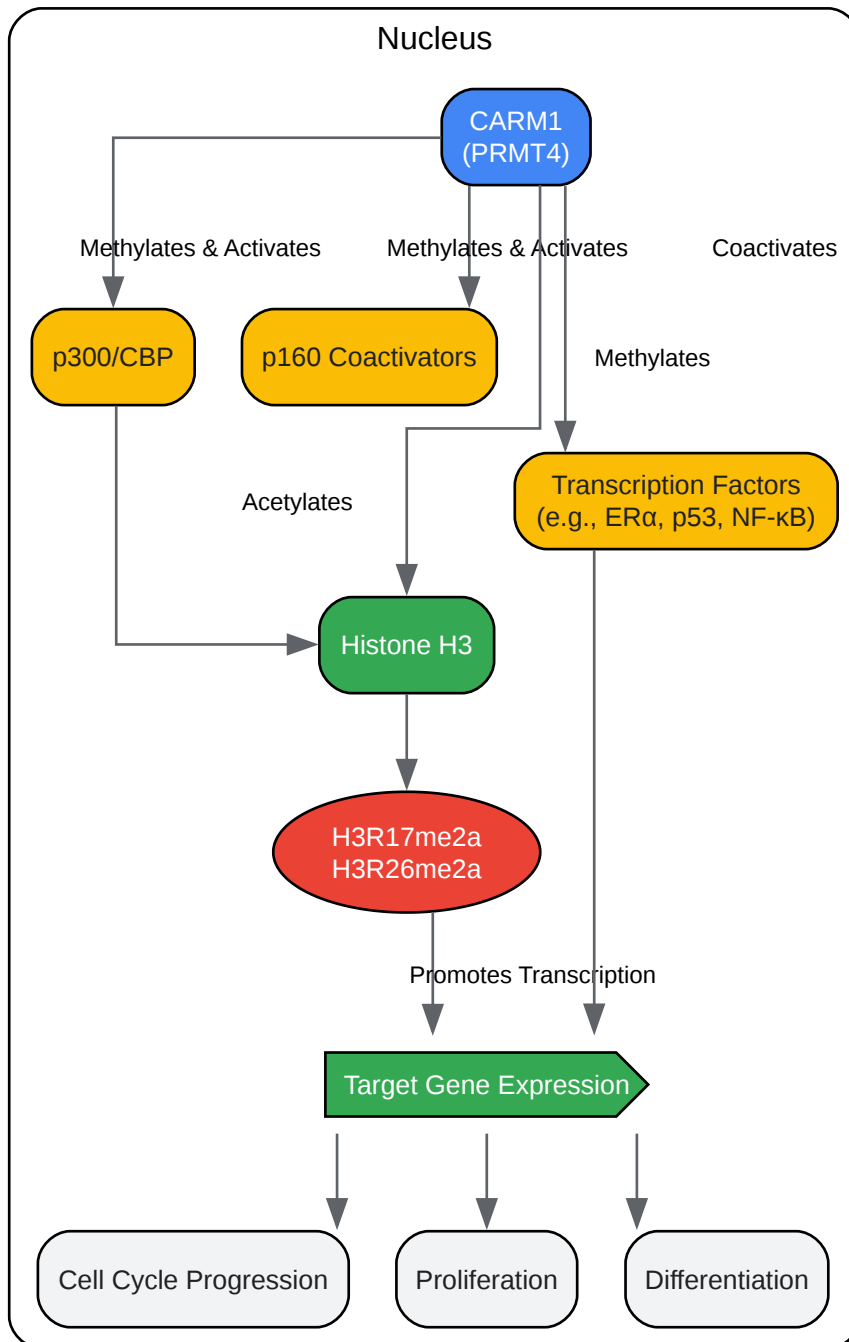 Nucleus
CARM1
(PRMT4)
Methylates & Activates
Methylates & Activates
Coactivates
p300/CBP
p160 Coactivators
Methylates
Transcription Factors
(e.g., ERα, p53, NF-κB)
Acetylates
Histone H3
H3R17me2a
H3R26me2a
Promotes Transcription
Target Gene Expression
Cell Cycle Progression
Proliferation
Differentiation